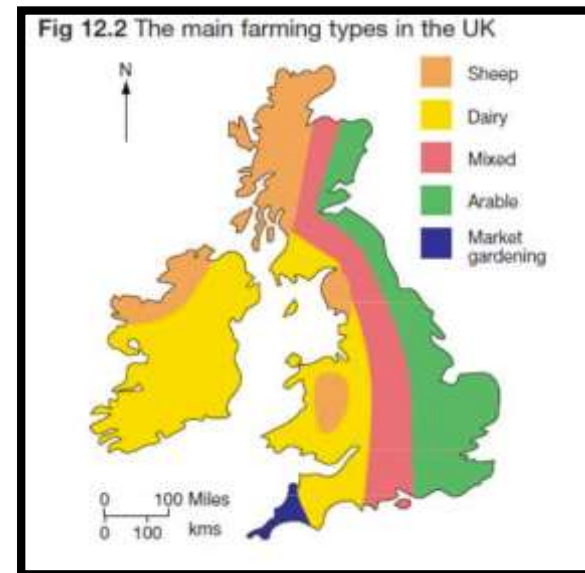 Fig 12.2 The main farming types in the UK
N
Sheep
Dairy
Mixed
Arable
Market
gardening
0 100 Miles
0 100 kms